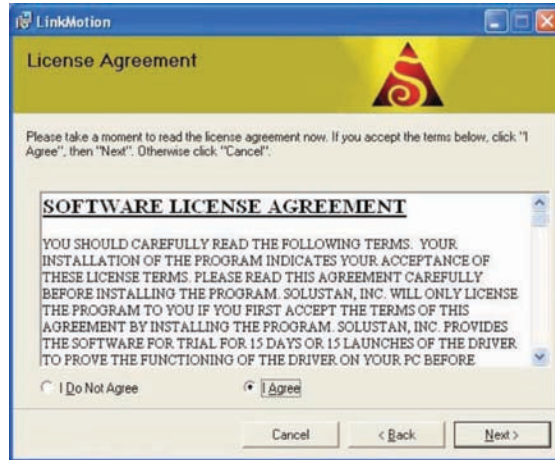 LinkMotion
License Agreement
Please take a moment to read the license agreement now. If you accept the terms below, click "I
Agree", then "Next". Otherwise click "Cancel".
SOFTWARE LICENSE AGREEMENT
YOU SHOULD CAREFULLY READ THE FOLLOWING TERMS. YOUR
INSTALLATION OF THE PROGRAM INDICATES YOUR ACCEPTANCE OF
THESE LICENSE TERMS. PLEASE READ THIS AGREEMENT CAREFULLY
BEFORE INSTALLING THE PROGRAM. SOLUSTAN, INC. WILL ONLY LICENSE
THE PROGRAM TO YOU IF YOU FIRST ACCEPT THE TERMS OF THIS
AGREEMENT BY INSTALLING THE PROGRAM. SOLUSTAN, INC. PROVIDES
THE SOFTWARE FOR TRIAL FOR 15 DAYS OR 15 LAUNCHES OF THE DRIVER
TO PROVE THE FUNCTIONING OF THE DRIVER ON YOUR PC BEFORE
I Do Not Agree I Agree
Cancel < Back Next >